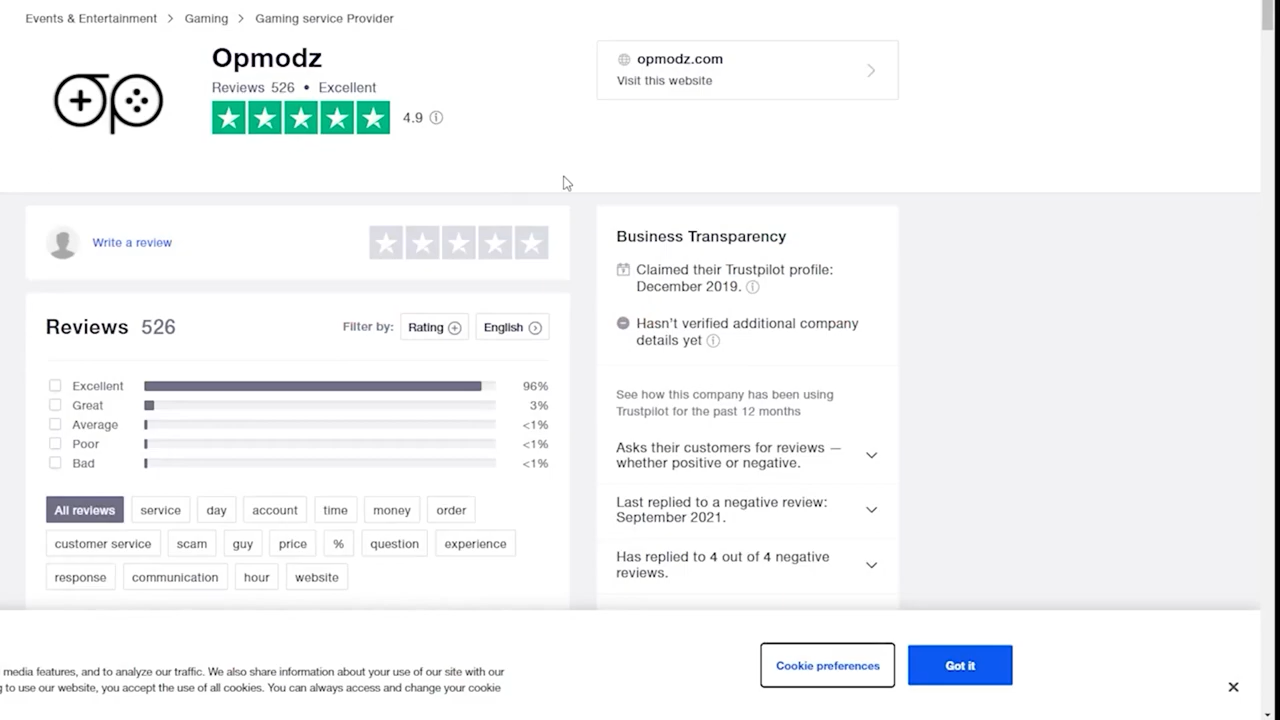 Events & Entertainment > Gaming > Gaming service Provider
Opmodz
Reviews 526 • Excellent
4.9
opmodz.com
Visit this website
Write a review
Reviews 526
Filter by: Rating English
Excellent 96%
Great 3%
Average <1%
Poor <1%
Bad <1%
All reviews service day account time money order
customer service scam guy price % question experience
response communication hour website
Business Transparency
Claimed their Trustpilot profile:
December 2019.
Hasn't verified additional company
details yet
See how this company has been using
Trustpilot for the past 12 months
Asks their customers for reviews —
whether positive or negative.
Last replied to a negative review:
September 2021.
Has replied to 4 out of 4 negative
reviews.
media features, and to analyze our traffic. We also share information about your use of our site with our
to use our website, you accept the use of all cookies. You can always access and change your cookie
Cookie preferences
Got it